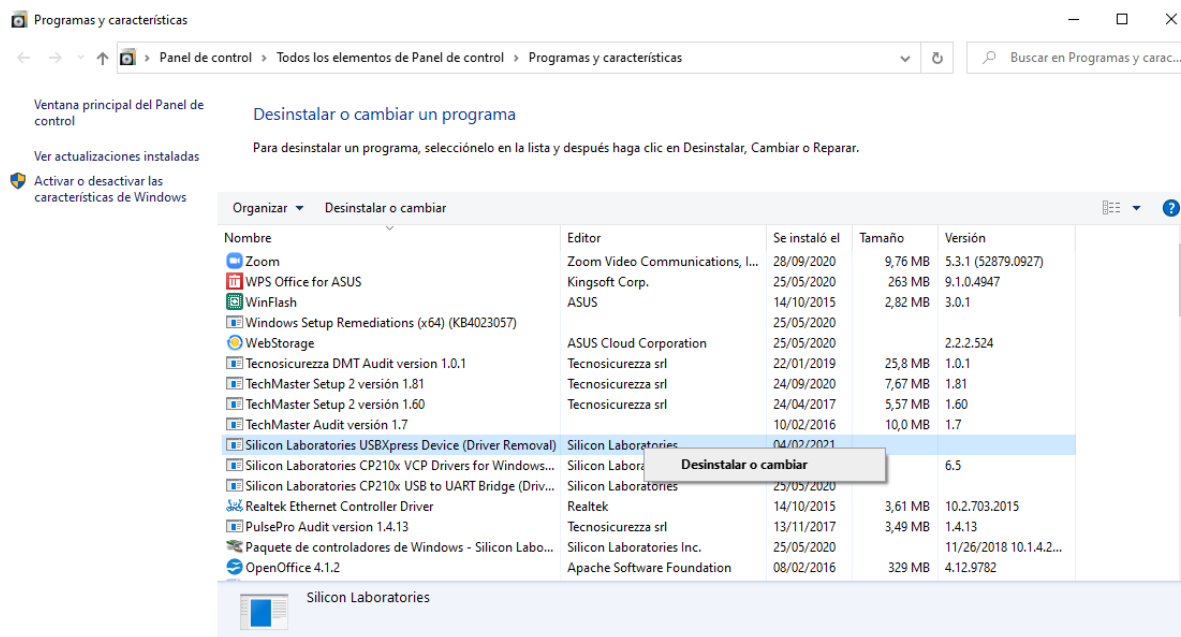 Programas y características
Panel de control > Todos los elementos de Panel de control > Programas y características
Buscar en Programas y carac...
Ventana principal del Panel de control
Ver actualizaciones instaladas
Activar o desactivar las características de Windows
Desinstalar o cambiar un programa
Para desinstalar un programa, selecciónelo en la lista y después haga clic en Desinstalar, Cambiar o Reparar.
Organizar Desinstalar o cambiar
Nombre Editor Se instaló el Tamaño Versión
Zoom Zoom Video Communications, I... 28/09/2020 9,76 MB 5.3.1 (52879.0927)
WPS Office for ASUS Kingsoft Corp. 25/05/2020 263 MB 9.1.0.4947
WinFlash ASUS 14/10/2015 2,82 MB 3.0.1
Windows Setup Remediations (x64) (KB4023057) 25/05/2020
WebStorage ASUS Cloud Corporation 25/05/2020 2.2.2.524
Tecnosicurezza DMT Audit version 1.0.1 Tecnosicurezza srl 22/01/2019 25,8 MB 1.0.1
TechMaster Setup 2 versión 1.81 Tecnosicurezza srl 24/09/2020 7,67 MB 1.81
TechMaster Setup 2 versión 1.60 Tecnosicurezza srl 24/04/2017 5,57 MB 1.60
TechMaster Audit versión 1.7 10/02/2016 10,0 MB 1.7
Silicon Laboratories USBXpress Device (Driver Removal) Silicon Laboratories 04/02/2021
Silicon Laboratories CP210x VCP Drivers for Windows... Silicon Labora 6.5
Desinstalar o cambiar
Silicon Laboratories CP210x USB to UART Bridge (Driv... Silicon Laboratories 25/05/2020
Realtek Ethernet Controller Driver Realtek 14/10/2015 3,61 MB 10.2.703.2015
PulsePro Audit version 1.4.13 Tecnosicurezza srl 13/11/2017 3,49 MB 1.4.13
Paquete de controladores de Windows - Silicon Labo... Silicon Laboratories Inc. 25/05/2020 11/26/2018 10.1.4.2...
OpenOffice 4.1.2 Apache Software Foundation 08/02/2016 329 MB 4.12.9782
Silicon Laboratories